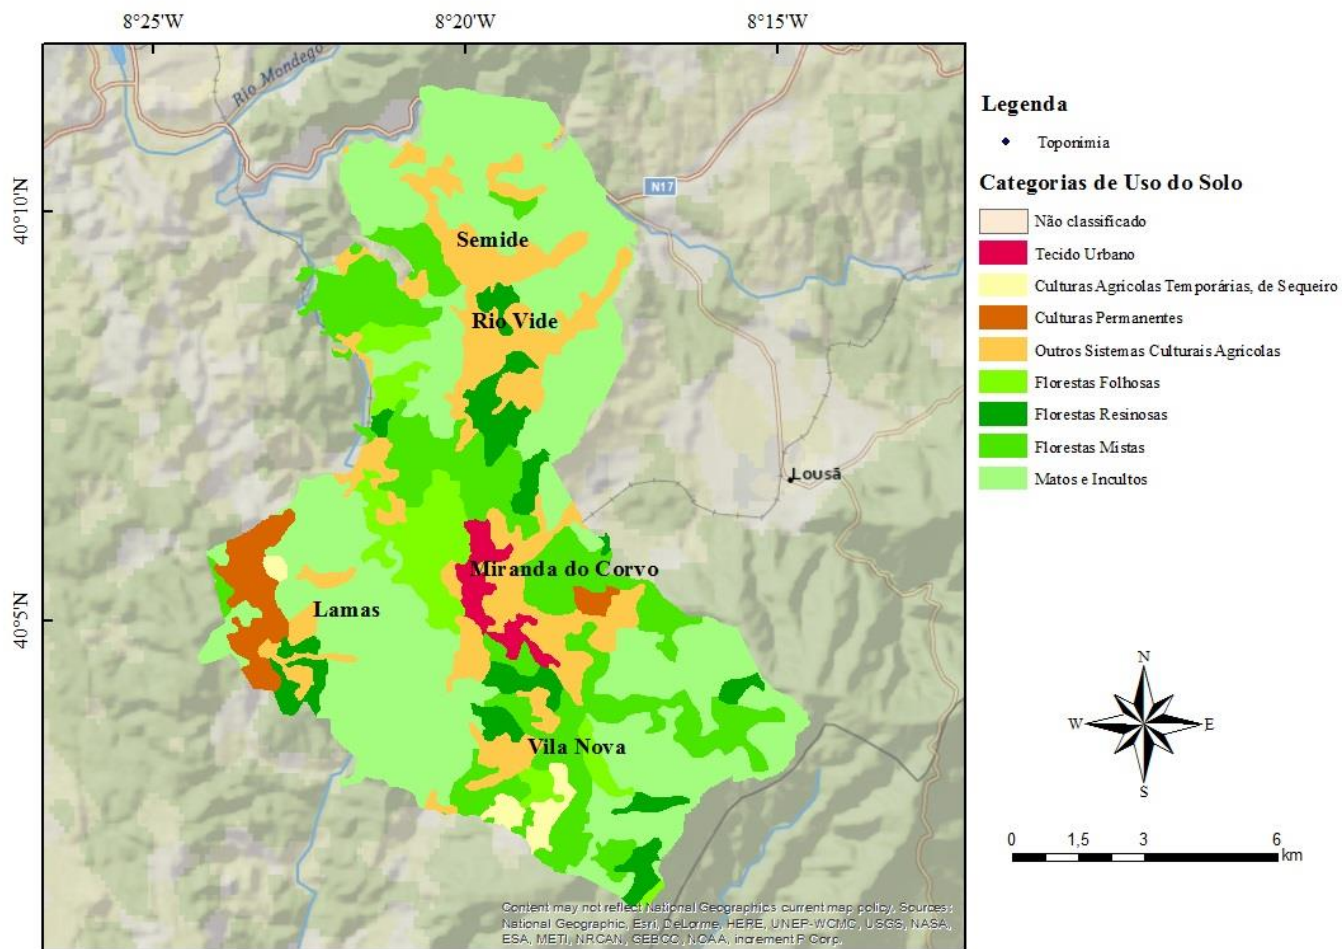 8°25'W
8°20'W
8°15'W
Rio Mondego
40°10'N
N17
Semide
Rio Vide
Lousã
Miranda do Corvo
Lamas
40°5'N
Vila Nova
Content may not reflect National Geographic's current map policy. Sources:
National Geographic, Esri, DeLorme, HERE, UNEP-WCMC, USGS, NASA,
ESA, METI, NRCAN, GEBCO, NOAA, increment P Corp.
Legenda
Toponímia
Categorias de Uso do Solo
Não classificado
Tecido Urbano
Culturas Agrícolas Temporárias, de Sequeiro
Culturas Permanentes
Outros Sistemas Culturais Agrícolas
Florestas Folhosas
Florestas Resinosas
Florestas Mistas
Matos e Incultos
N
W E
S
0 1,5 3 6
km